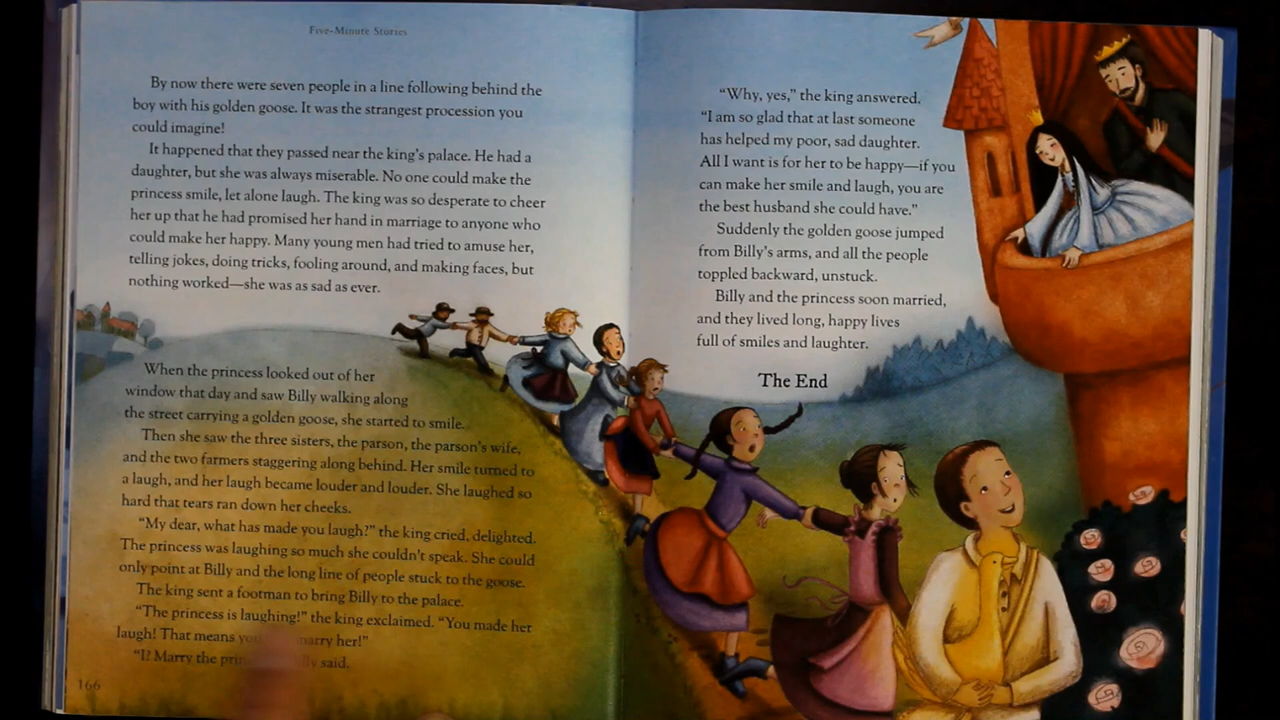 Five-Minute Stories
By now there were seven people in a line following behind the
boy with his golden goose. It was the strangest procession you
could imagine!
It happened that they passed near the king's palace. He had a
daughter, but she was always miserable. No one could make the
princess smile, let alone laugh. The king was so desperate to cheer
her up that he had promised her hand in marriage to anyone who
could make her happy. Many young men had tried to amuse her,
telling jokes, doing tricks, fooling around, and making faces, but
nothing worked—she was as sad as ever.
When the princess looked out of her
window that day and saw Billy walking along
the street carrying a golden goose, she started to smile.
Then she saw the three sisters, the parson, the parson's wife,
and the two farmers staggering along behind. Her smile turned to
a laugh, and her laugh became louder and louder. She laughed so
hard that tears ran down her cheeks.
“My dear, what has made you laugh?” the king cried, delighted.
The princess was laughing so much she couldn't speak. She could
only point at Billy and the long line of people stuck to the goose.
The king sent a footman to bring Billy to the palace.
“The princess is laughing!” the king exclaimed. “You made her
laugh! That means marry her!”
“I? Marry the said.
166
“Why, yes,” the king answered.
“I am so glad that at last someone
has helped my poor, sad daughter.
All I want is for her to be happy—if you
can make her smile and laugh, you are
the best husband she could have.”
Suddenly the golden goose jumped
from Billy's arms, and all the people
toppled backward, unstuck.
Billy and the princess soon married,
and they lived long, happy lives
full of smiles and laughter.
The End